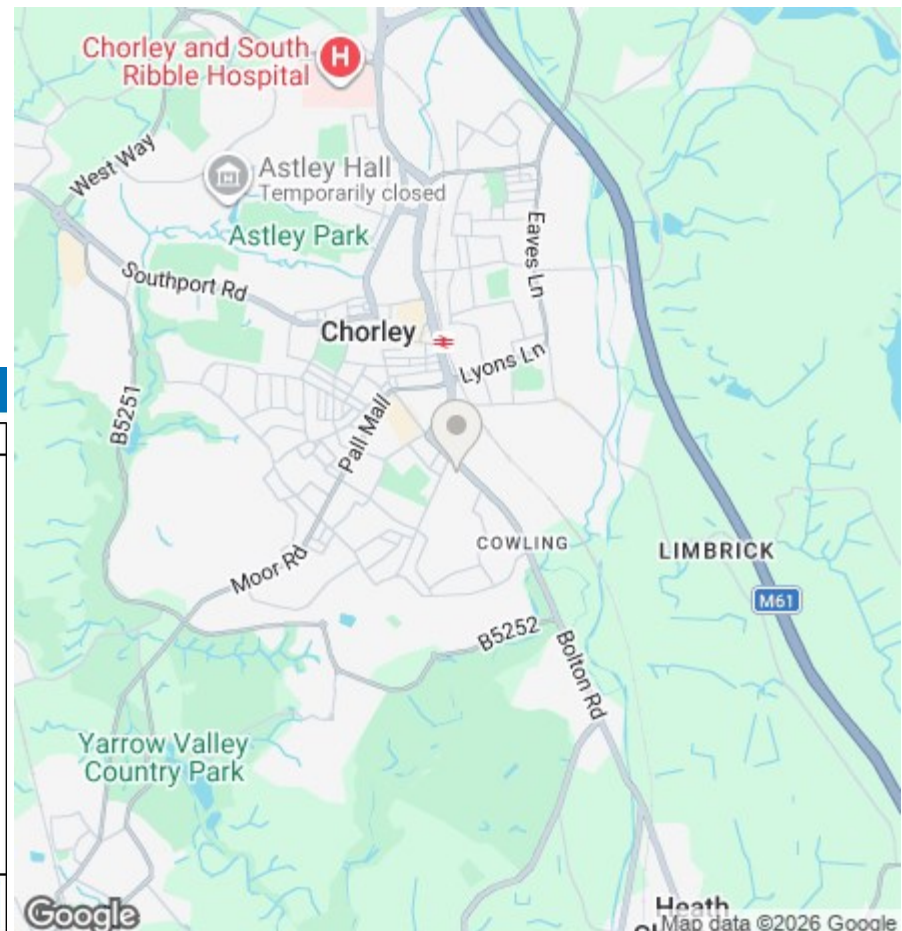 Chorley and South
Ribble Hospital
H
West Way
Astley Hall
Temporarily closed
Astley Park
Eaves Ln
Southport Rd
Chorley
Lyons Ln
B5251
Pall Mall
COWLING
LIMBRICK
Moor Rd
M61
B5252
Bolton Rd
Yarrow Valley
Country Park
Heath
Google
Map data ©2026 Google